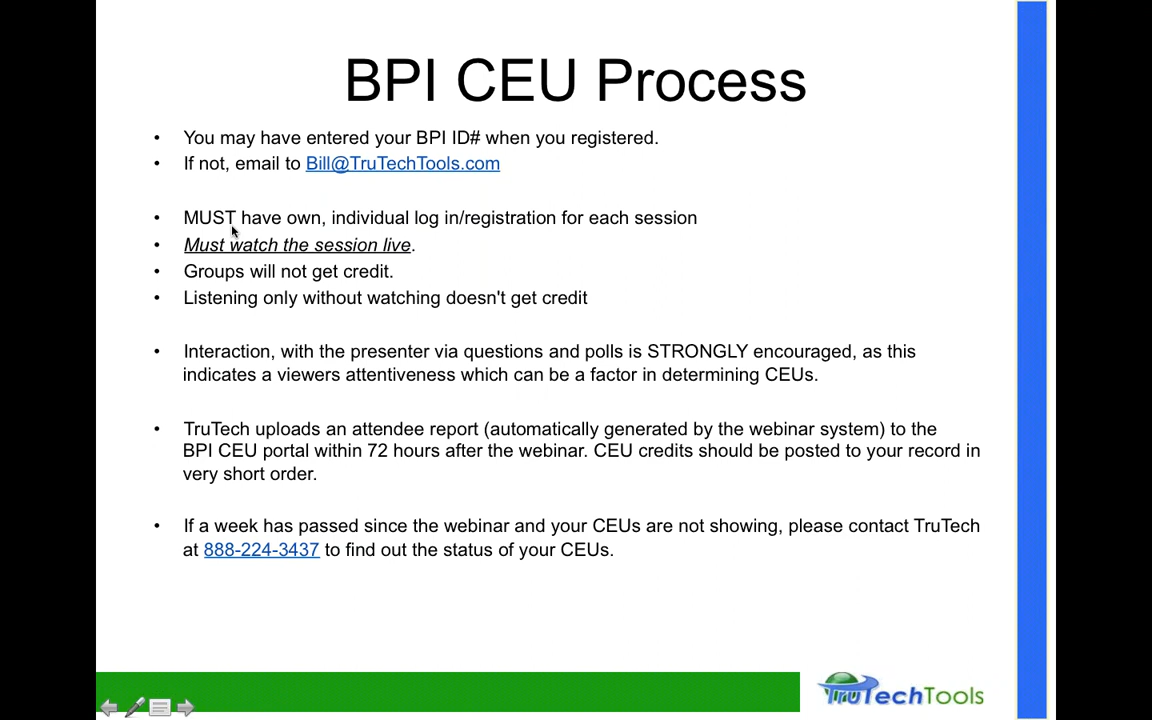 BPI CEU Process
• You may have entered your BPI ID# when you registered.
• If not, email to Bill@TruTechTools.com
• MUST have own, individual log in/registration for each session
• Must watch the session live.
• Groups will not get credit.
• Listening only without watching doesn't get credit
• Interaction, with the presenter via questions and polls is STRONGLY encouraged, as this
indicates a viewers attentiveness which can be a factor in determining CEUs.
• TruTech uploads an attendee report (automatically generated by the webinar system) to the
BPI CEU portal within 72 hours after the webinar. CEU credits should be posted to your record in
very short order.
• If a week has passed since the webinar and your CEUs are not showing, please contact TruTech
at 888-224-3437 to find out the status of your CEUs.
TruTechTools